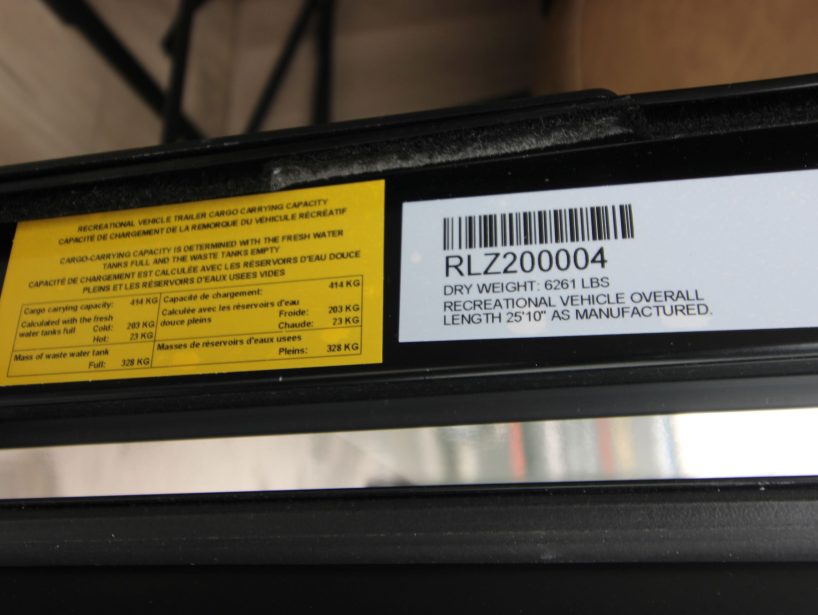 RECREATIONAL VEHICLE TRAILER CARGO CARRYING CAPACITY
CAPACITÉ DE CHARGEMENT DE LA REMORQUE DU VÉHICULE RÉCRÉATIF
CARGO-CARRYING CAPACITY IS DETERMINED WITH THE FRESH WATER
TANKS FULL AND THE WASTE TANKS EMPTY
CAPACITÉ DE CHARGEMENT EST CALCULÉE AVEC LES RÉSERVOIRS D'EAU DOUCE
PLEINS ET LES RÉSERVOIRS D'EAUX USEES VIDES
Cargo carrying capacity: 414 KG
Calculated with the fresh
water tanks full Cold: 203 KG
Hot: 23 KG
Mass of waste water tank
Full: 328 KG
Capacité de chargement: 414 KG
Calculée avec les réservoirs d'eau
douce pleins Froide: 203 KG
Chaude: 23 KG
Masses de réservoirs d'eaux usees
Pleins: 328 KG
RLZ200004
DRY WEIGHT: 6261 LBS
RECREATIONAL VEHICLE OVERALL
LENGTH 25'10" AS MANUFACTURED.